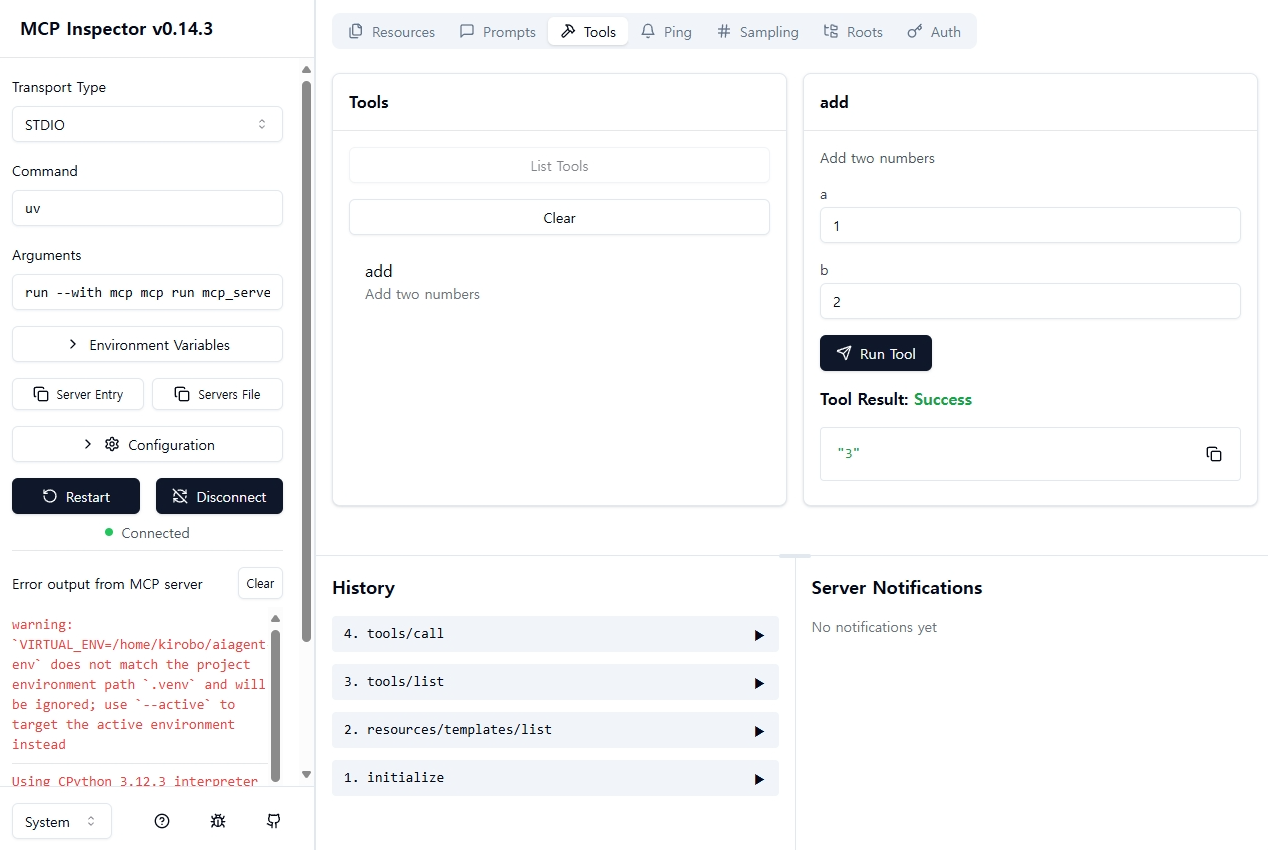 MCP Inspector v0.14.3
Transport Type
STDIO
Command
uv
Arguments
run --with mcp mcp run mcp_serve
Environment Variables
Server Entry
Servers File
Configuration
Restart
Disconnect
Connected
Error output from MCP server
Clear
warning:
`VIRTUAL_ENV=/home/kirobo/aiagent
env` does not match the project
environment path `.venv` and will
be ignored; use `--active` to
target the active environment
instead
Using CPython 3.12.3 interpreter
System
Resources
Prompts
Tools
Ping
Sampling
Roots
Auth
Tools
List Tools
Clear
add
Add two numbers
add
Add two numbers
a
1
b
2
Run Tool
Tool Result: Success
"3"
History
4. tools/call
3. tools/list
2. resources/templates/list
1. initialize
Server Notifications
No notifications yet